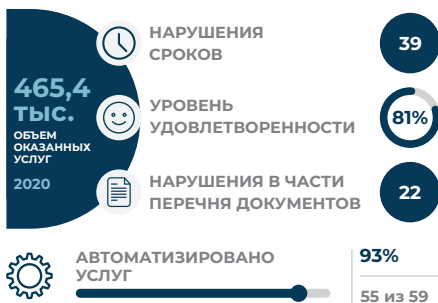 465,4
ТЫС.
ОБЪЕМ
ОКАЗАННЫХ
УСЛУГ
2020
НАРУШЕНИЯ
СРОКОВ
39
УРОВЕНЬ
УДОВЛЕТВОРЕННОСТИ
81%
НАРУШЕНИЯ В ЧАСТИ
ПЕРЕЧНЯ ДОКУМЕНТОВ
22
АВТОМАТИЗИРОВАНО
УСЛУГ
93%
55 из 59